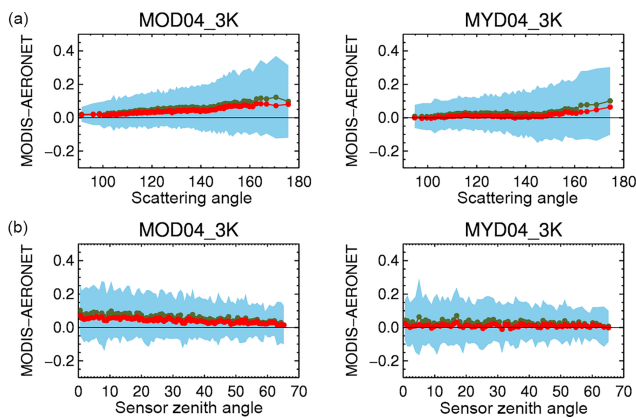 (a)
MOD04_3K
MYD04_3K
MODIS−AERONET
0.4
0.2
0.0
−0.2
100 120 140 160 180
Scattering angle
MODIS−AERONET
0.4
0.2
0.0
−0.2
100 120 140 160 180
Scattering angle
(b)
MOD04_3K
MYD04_3K
MODIS−AERONET
0.4
0.2
0.0
−0.2
0 10 20 30 40 50 60 70
Sensor zenith angle
MODIS−AERONET
0.4
0.2
0.0
−0.2
0 10 20 30 40 50 60 70
Sensor zenith angle